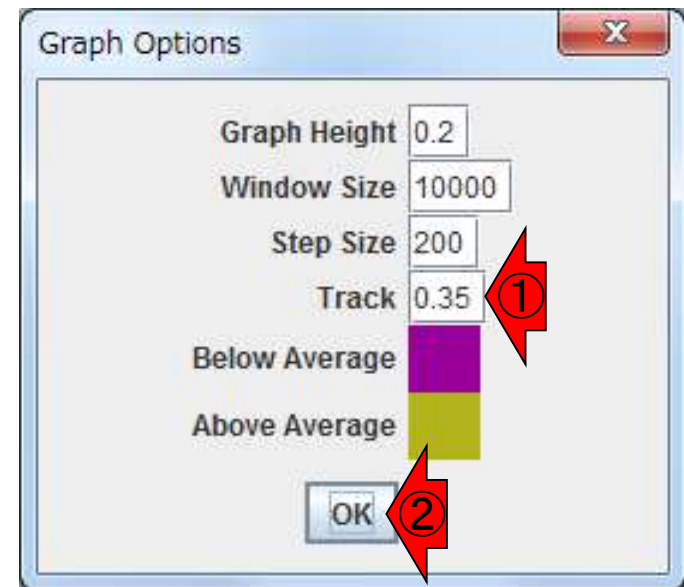 Graph Options
X
Graph Height 0.2
Window Size 10000
Step Size 200
Track 0.35 ①
Below Average
Above Average
OK ②